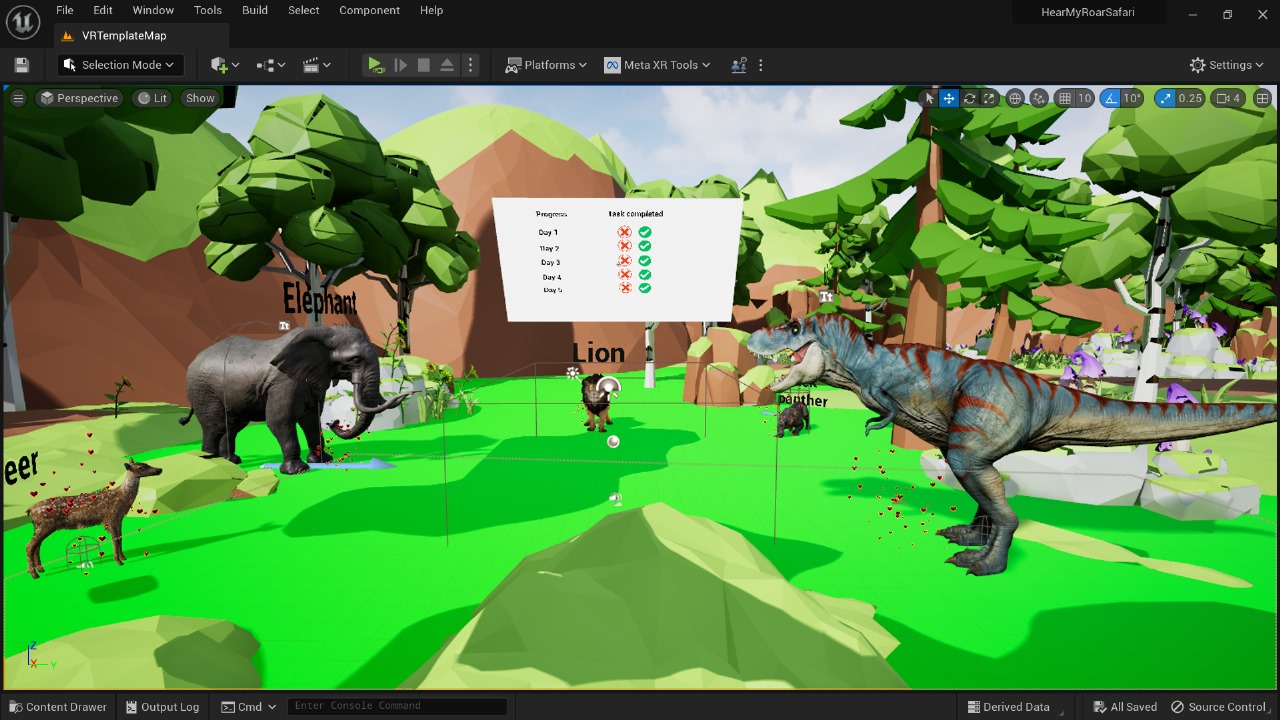 File Edit Window Tools Build Select Component Help
HearMyRoarSafari
VRTemplateMap
Selection Mode
Platforms
Meta XR Tools
Settings
Perspective
Lit
Show
10
10°
0.25
4
Progress Task completed
Day 1
Day 2
Day 3
Day 4
Day 5
Elephant
Tt
Tt
Lion
Panther
eer
Z
X Y
Content Drawer
Output Log
Cmd
Enter Console Command
Derived Data
All Saved
Source Control